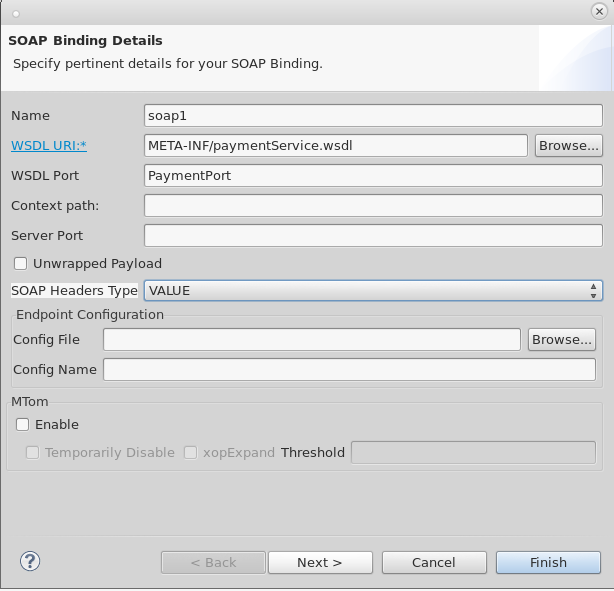 SOAP Binding Details
Specify pertinent details for your SOAP Binding.
Name soap1
WSDL URI:* META-INF/paymentService.wsdl Browse...
WSDL Port PaymentPort
Context path:
Server Port
Unwrapped Payload
SOAP Headers Type VALUE
Endpoint Configuration
Config File Browse...
Config Name
MTom
Enable
Temporarily Disable xopExpand Threshold
? < Back Next > Cancel Finish